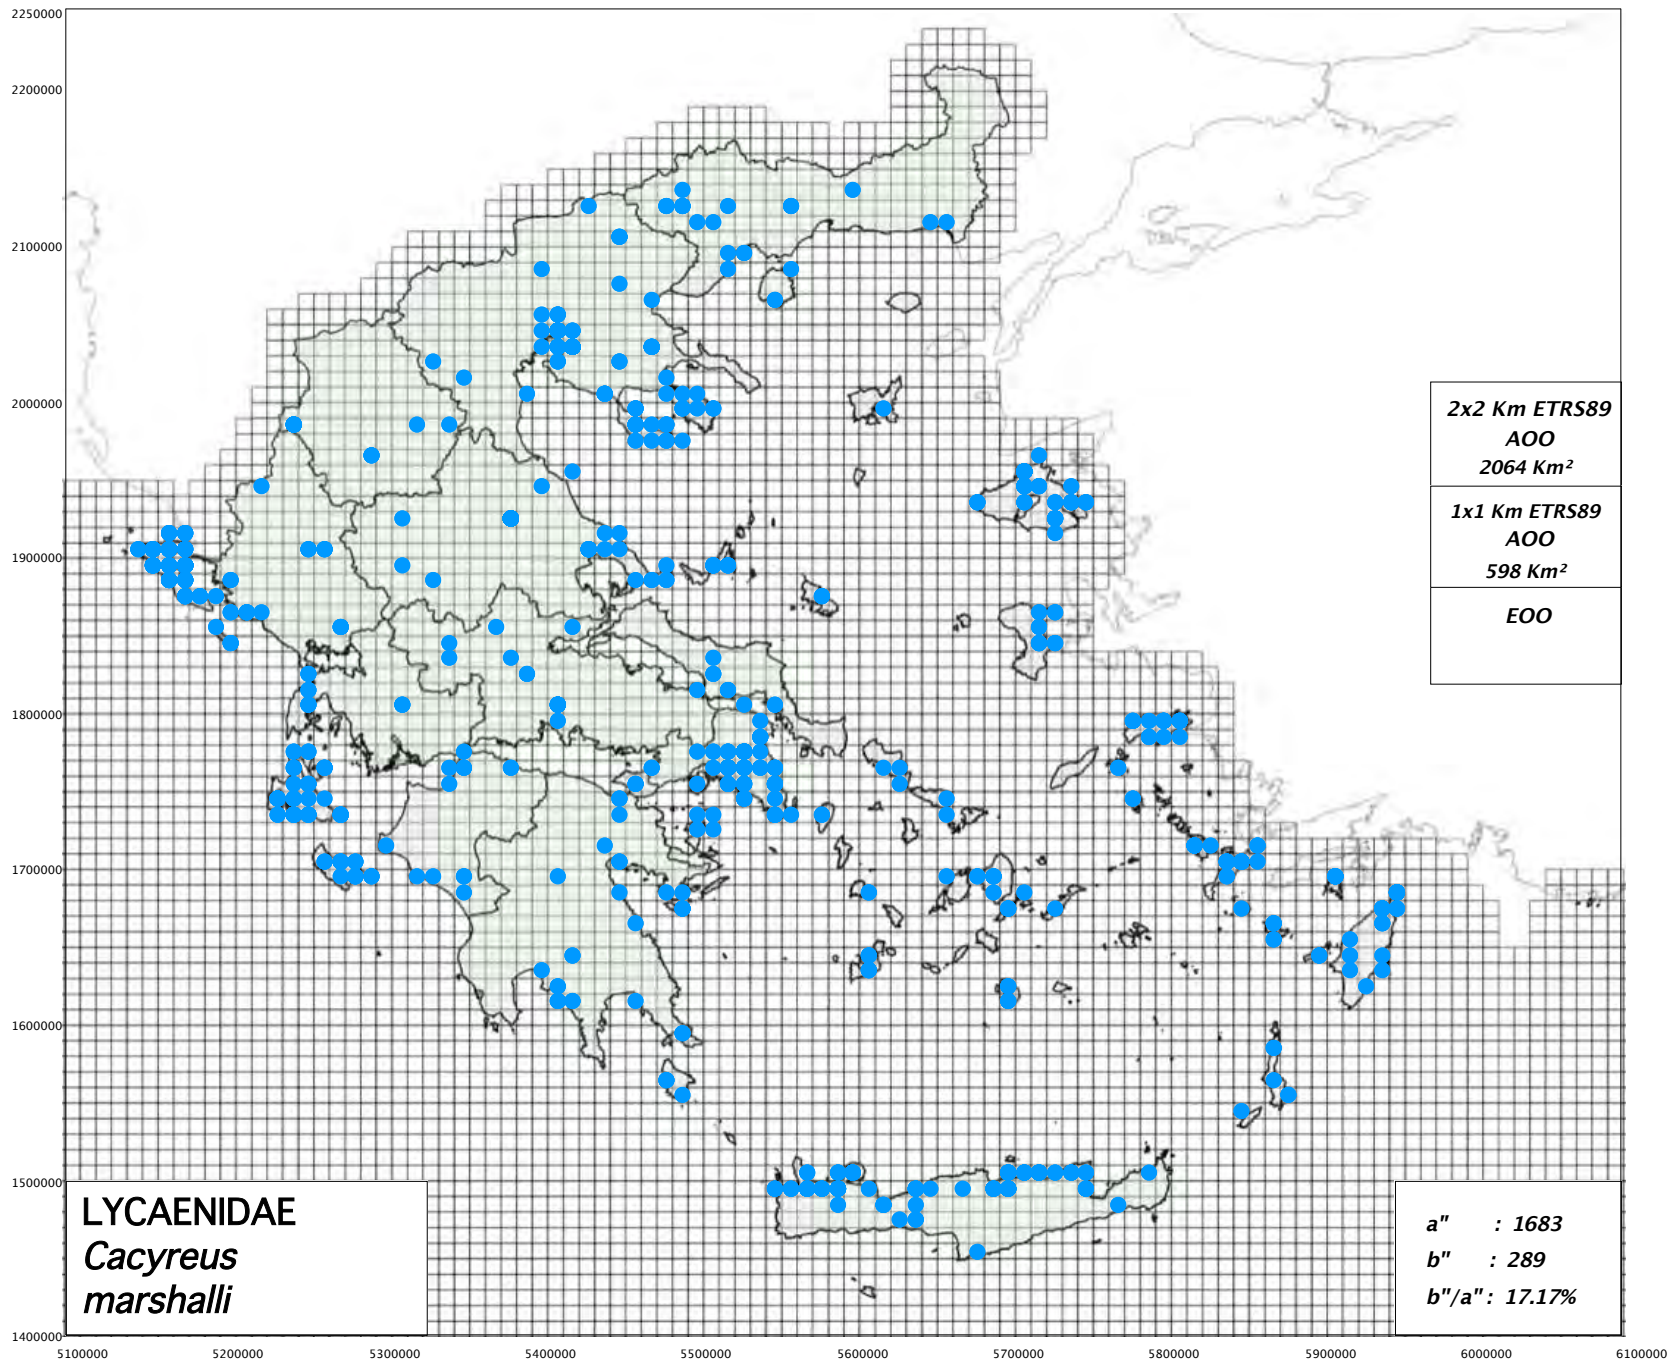 2250000
2200000
2100000
2000000
1900000
1800000
1700000
1600000
1500000
1400000
2x2 Km ETRS89
AOO
2064 Km²
1x1 Km ETRS89
AOO
598 Km²
EOO
LYCAENIDAE
Cacyreus
marshalli
a" : 1683
b" : 289
b"/a" : 17.17%
5100000 5200000 5300000 5400000 5500000 5600000 5700000 5800000 5900000 6000000 6100000